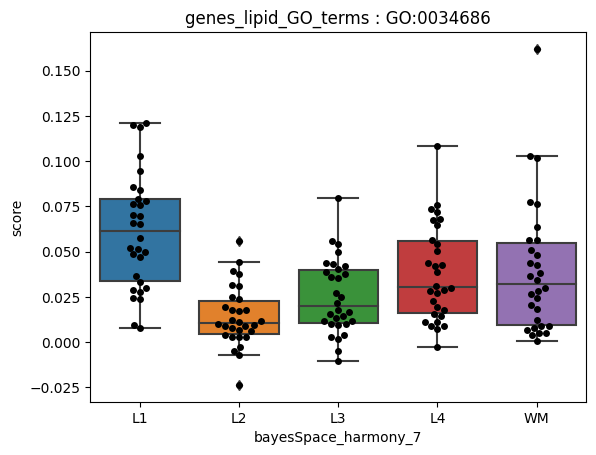 genes_lipid_GO_terms : GO:0034686
score
0.150
0.125
0.100
0.075
0.050
0.025
0.000
−0.025
L1 L2 L3 L4 WM
bayesSpace_harmony_7